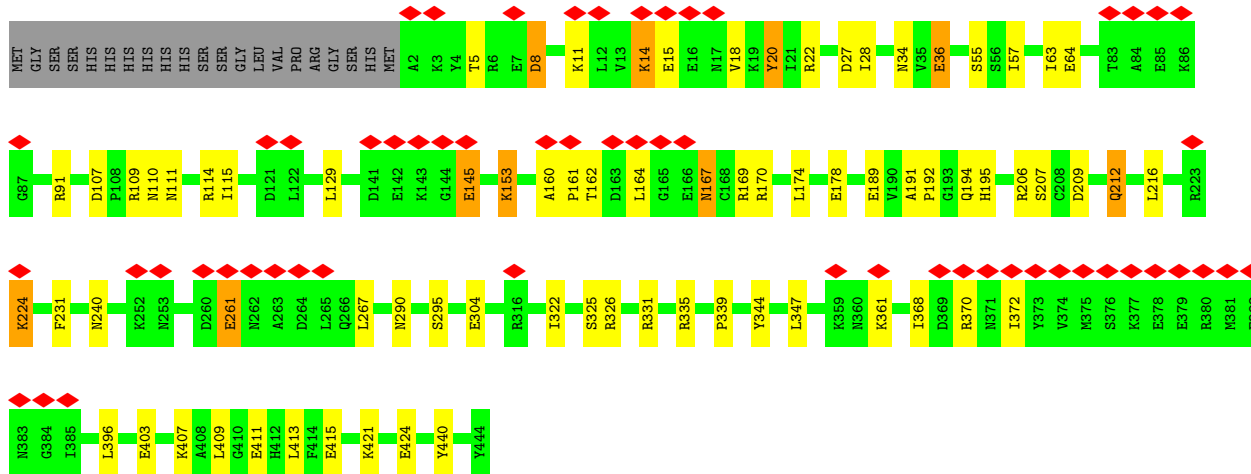 MET GLY SER SER HIS HIS HIS HIS HIS HIS SER SER GLY LEU VAL PRO ARG GLY SER HIS MET A2 K3 Y4 T5 R6 E7 D8 K11 L12 V13 K14 E15 E16 N17 V18 K19 Y20 I21 R22 D27 I28 N34 V35 E36 S55 S56 I57 I63 E64 T83 A84 E85 K86
G87 R91 D107 P108 R109 N110 N111 R114 I115 D121 L122 L129 D141 E142 K143 G144 E145 K153 A160 P161 T162 D163 L164 G165 E166 N167 C168 R169 R170 L174 E178 E189 V190 A191 P192 G193 Q194 H195 R206 S207 C208 D209 Q212 L216 R223
K224 F231 N240 K252 N253 D260 E261 N262 A263 D264 L265 Q266 L267 N290 S295 E304 R316 I322 S325 R326 R331 R335 P339 Y344 L347 K359 N360 K361 I368 D369 R370 N371 I372 Y373 V374 M375 S376 K377 E378 E379 R380 M381
N383 G384 I385 L396 E403 K407 A408 L409 G410 E411 H412 L413 F414 E415 K421 E424 Y440 Y444